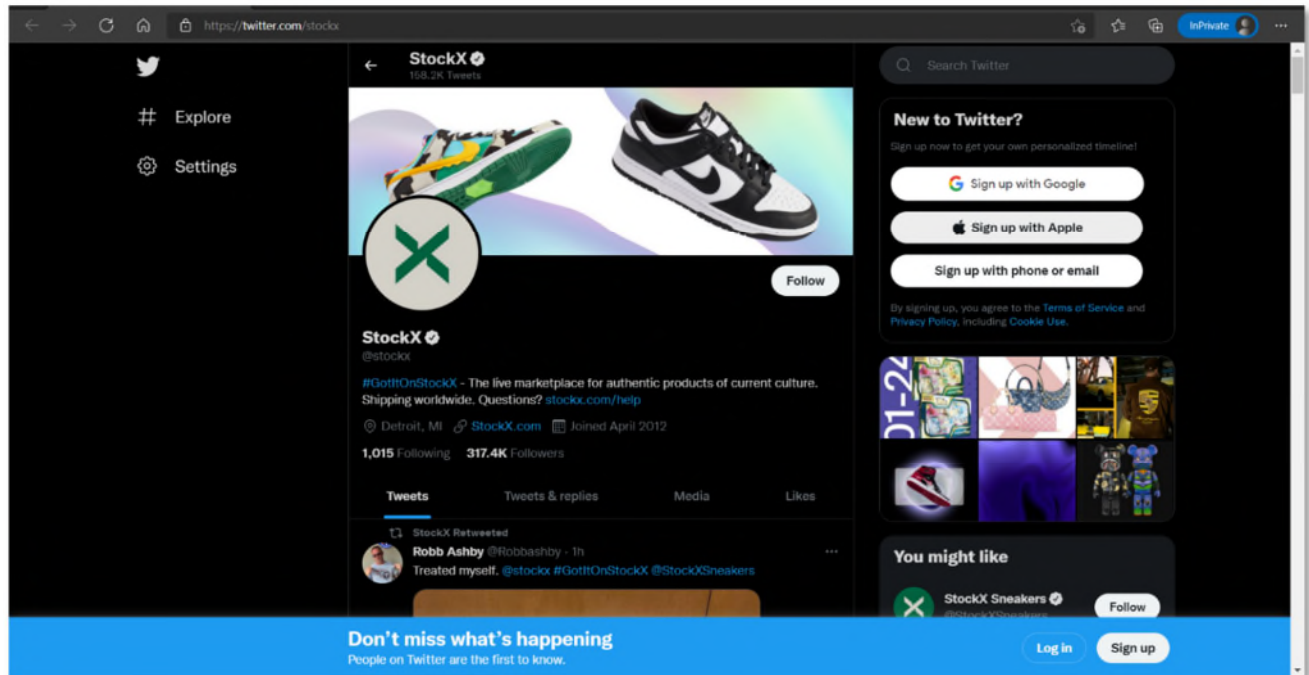 https://twitter.com/stockx
InPrivate
StockX
158.2K Tweets
Search Twitter
Explore
Settings
New to Twitter?
Sign up now to get your own personalized timeline!
Sign up with Google
Sign up with Apple
Sign up with phone or email
By signing up, you agree to the Terms of Service and
Privacy Policy, including Cookie Use.
Follow
StockX
@stockx
#GotItOnStockX - The live marketplace for authentic products of current culture.
Shipping worldwide. Questions? stockx.com/help
Detroit, MI StockX.com Joined April 2012
1,015 Following 317.4K Followers
Tweets Tweets & replies Media Likes
StockX Retweeted
Robb Ashby @Robbashby · 1h
Treated myself. @stockx #GotItOnStockX @StockXSneakers
01-24
You might like
StockX Sneakers
@StockXSneakers
Follow
Don't miss what's happening
People on Twitter are the first to know.
Log in Sign up